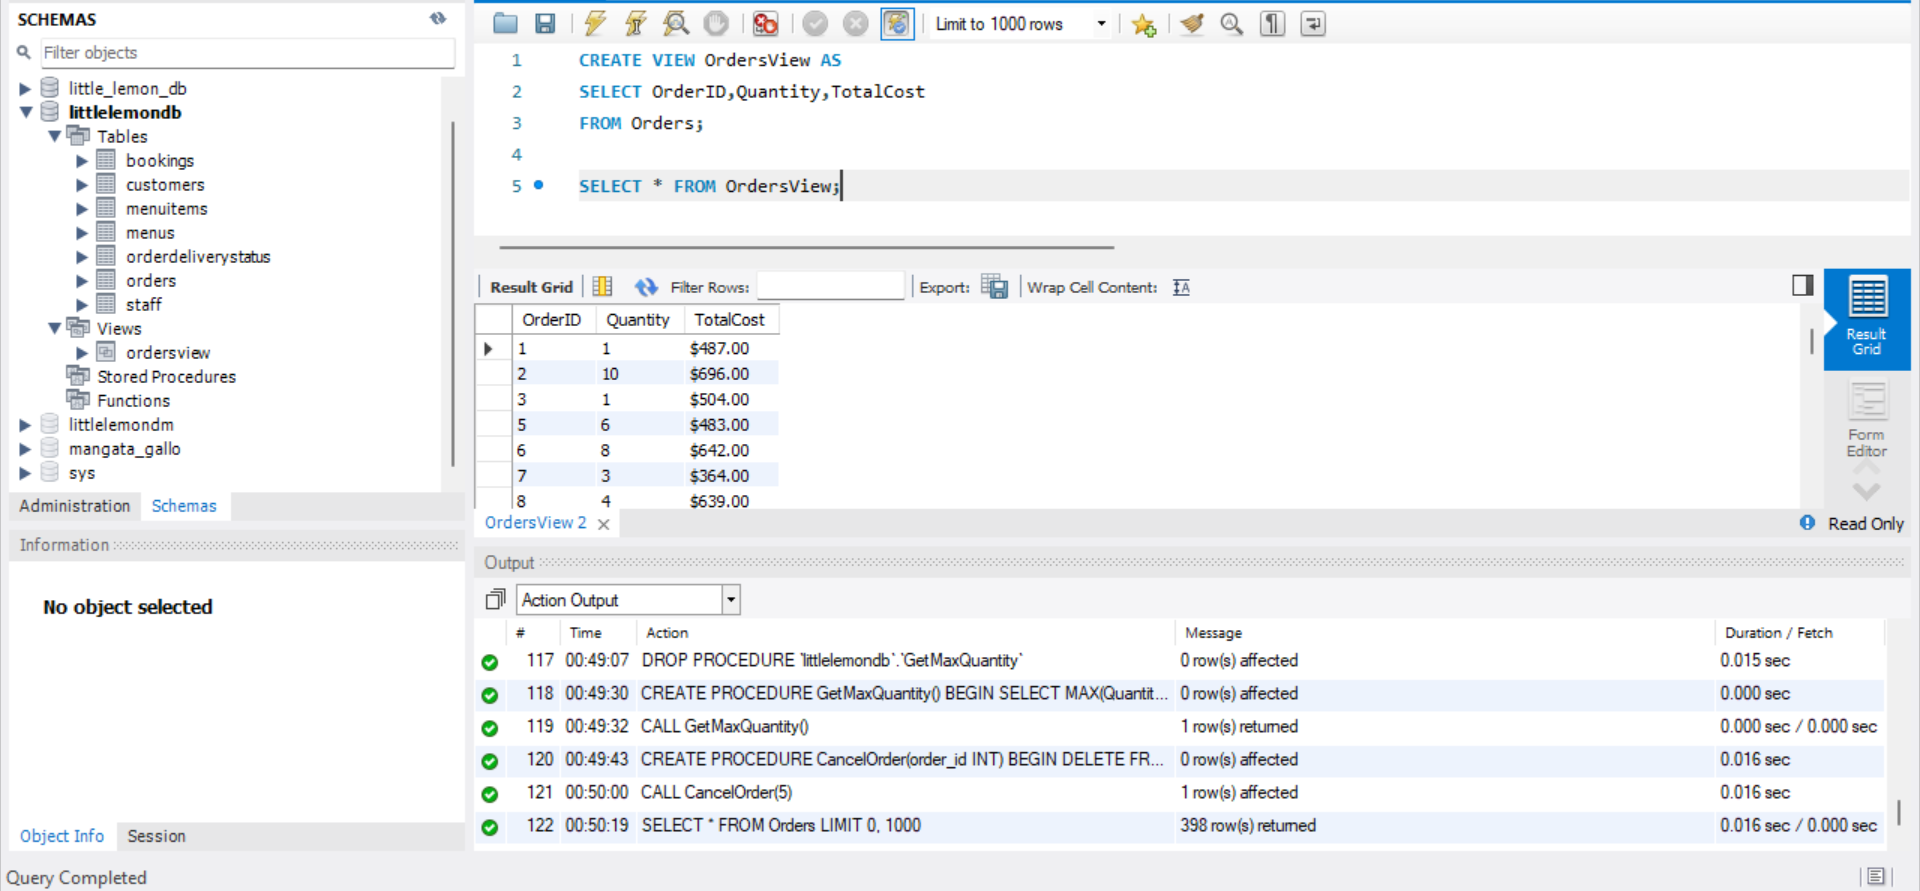 SCHEMAS
Filter objects
little_lemon_db
littlelemondb
Tables
bookings
customers
menuitems
menus
orderdeliverystatus
orders
staff
Views
ordersview
Stored Procedures
Functions
littlelemondm
mangata_gallo
sys
Administration Schemas
Information
No object selected
Object Info Session
Query Completed
Limit to 1000 rows
1 CREATE VIEW OrdersView AS
2 SELECT OrderID,Quantity,TotalCost
3 FROM Orders;
4
5 SELECT * FROM OrdersView;
Result Grid Filter Rows: Export: Wrap Cell Content:
OrderID Quantity TotalCost
1 1 $487.00
2 10 $696.00
3 1 $504.00
5 6 $483.00
6 8 $642.00
7 3 $364.00
8 4 $639.00
Result
Grid
Form
Editor
OrdersView 2 Read Only
Output
Action Output
# Time Action Message Duration / Fetch
117 00:49:07 DROP PROCEDURE `littlelemondb`.`GetMaxQuantity` 0 row(s) affected 0.015 sec
118 00:49:30 CREATE PROCEDURE GetMaxQuantity() BEGIN SELECT MAX(Quantit... 0 row(s) affected 0.000 sec
119 00:49:32 CALL GetMaxQuantity() 1 row(s) returned 0.000 sec / 0.000 sec
120 00:49:43 CREATE PROCEDURE CancelOrder(order_id INT) BEGIN DELETE FR... 0 row(s) affected 0.016 sec
121 00:50:00 CALL CancelOrder(5) 1 row(s) affected 0.016 sec
122 00:50:19 SELECT * FROM Orders LIMIT 0, 1000 398 row(s) returned 0.016 sec / 0.000 sec